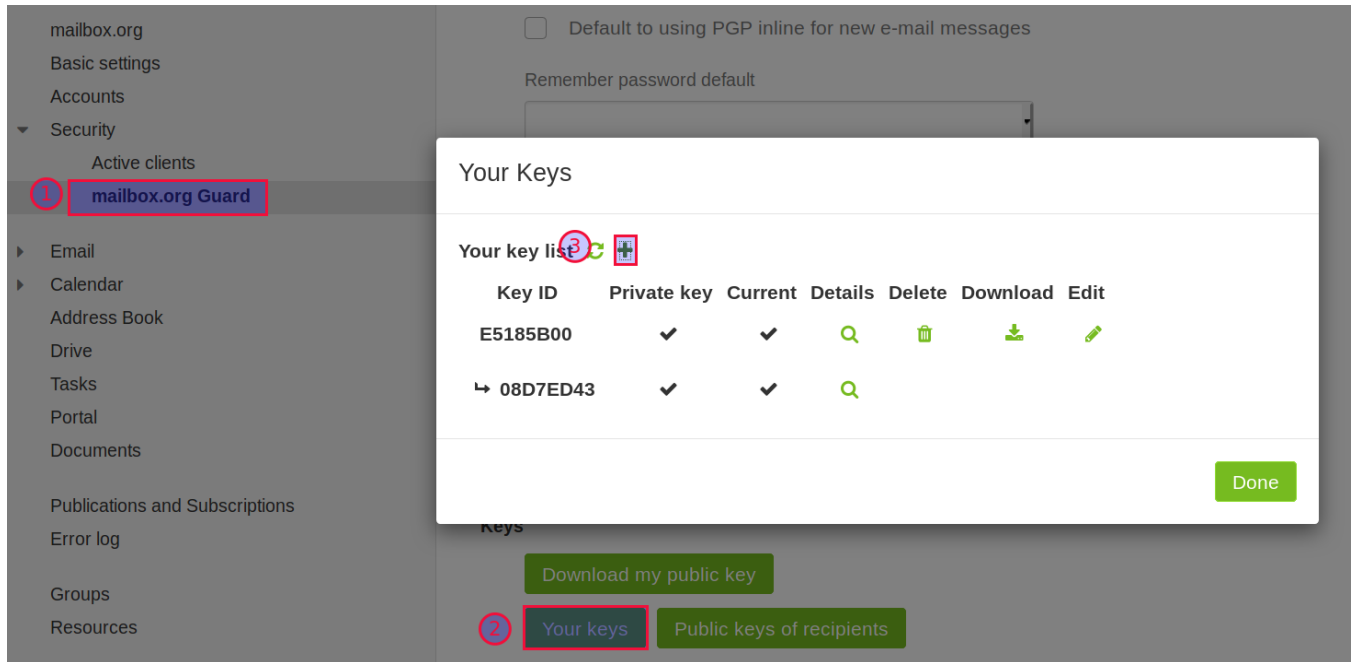 mailbox.org
Basic settings
Accounts
Security
Active clients
1 mailbox.org Guard
Email
Calendar
Address Book
Drive
Tasks
Portal
Documents
Publications and Subscriptions
Error log
Groups
Resources
Default to using PGP inline for new e-mail messages
Remember password default
Your Keys
Your key list 3
Key ID Private key Current Details Delete Download Edit
E5185B00
08D7ED43
Done
Keys
Download my public key
2 Your keys Public keys of recipients